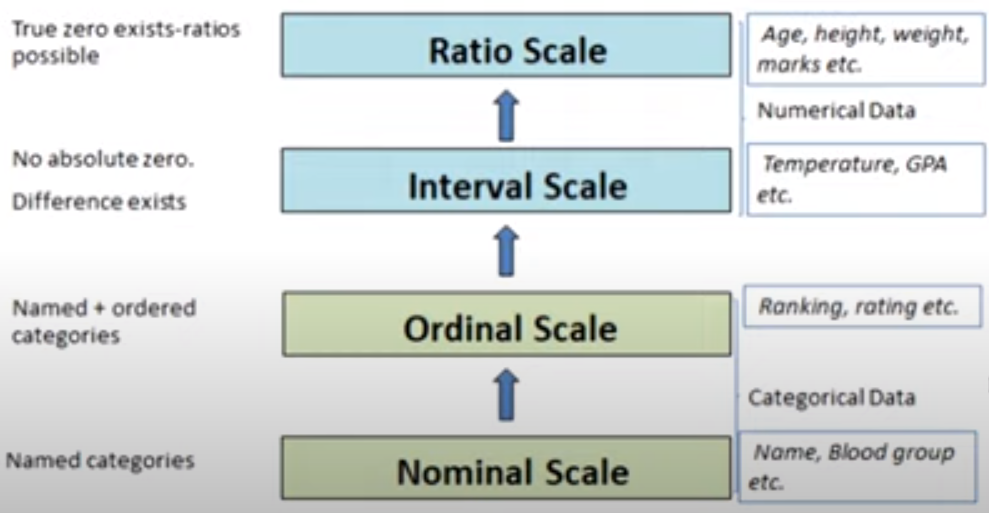 True zero exists-ratios
possible
Ratio Scale
Age, height, weight,
marks etc.
Numerical Data
No absolute zero.
Difference exists
Interval Scale
Temperature, GPA
etc.
Named + ordered
categories
Ordinal Scale
Ranking, rating etc.
Categorical Data
Named categories
Nominal Scale
Name, Blood group
etc.